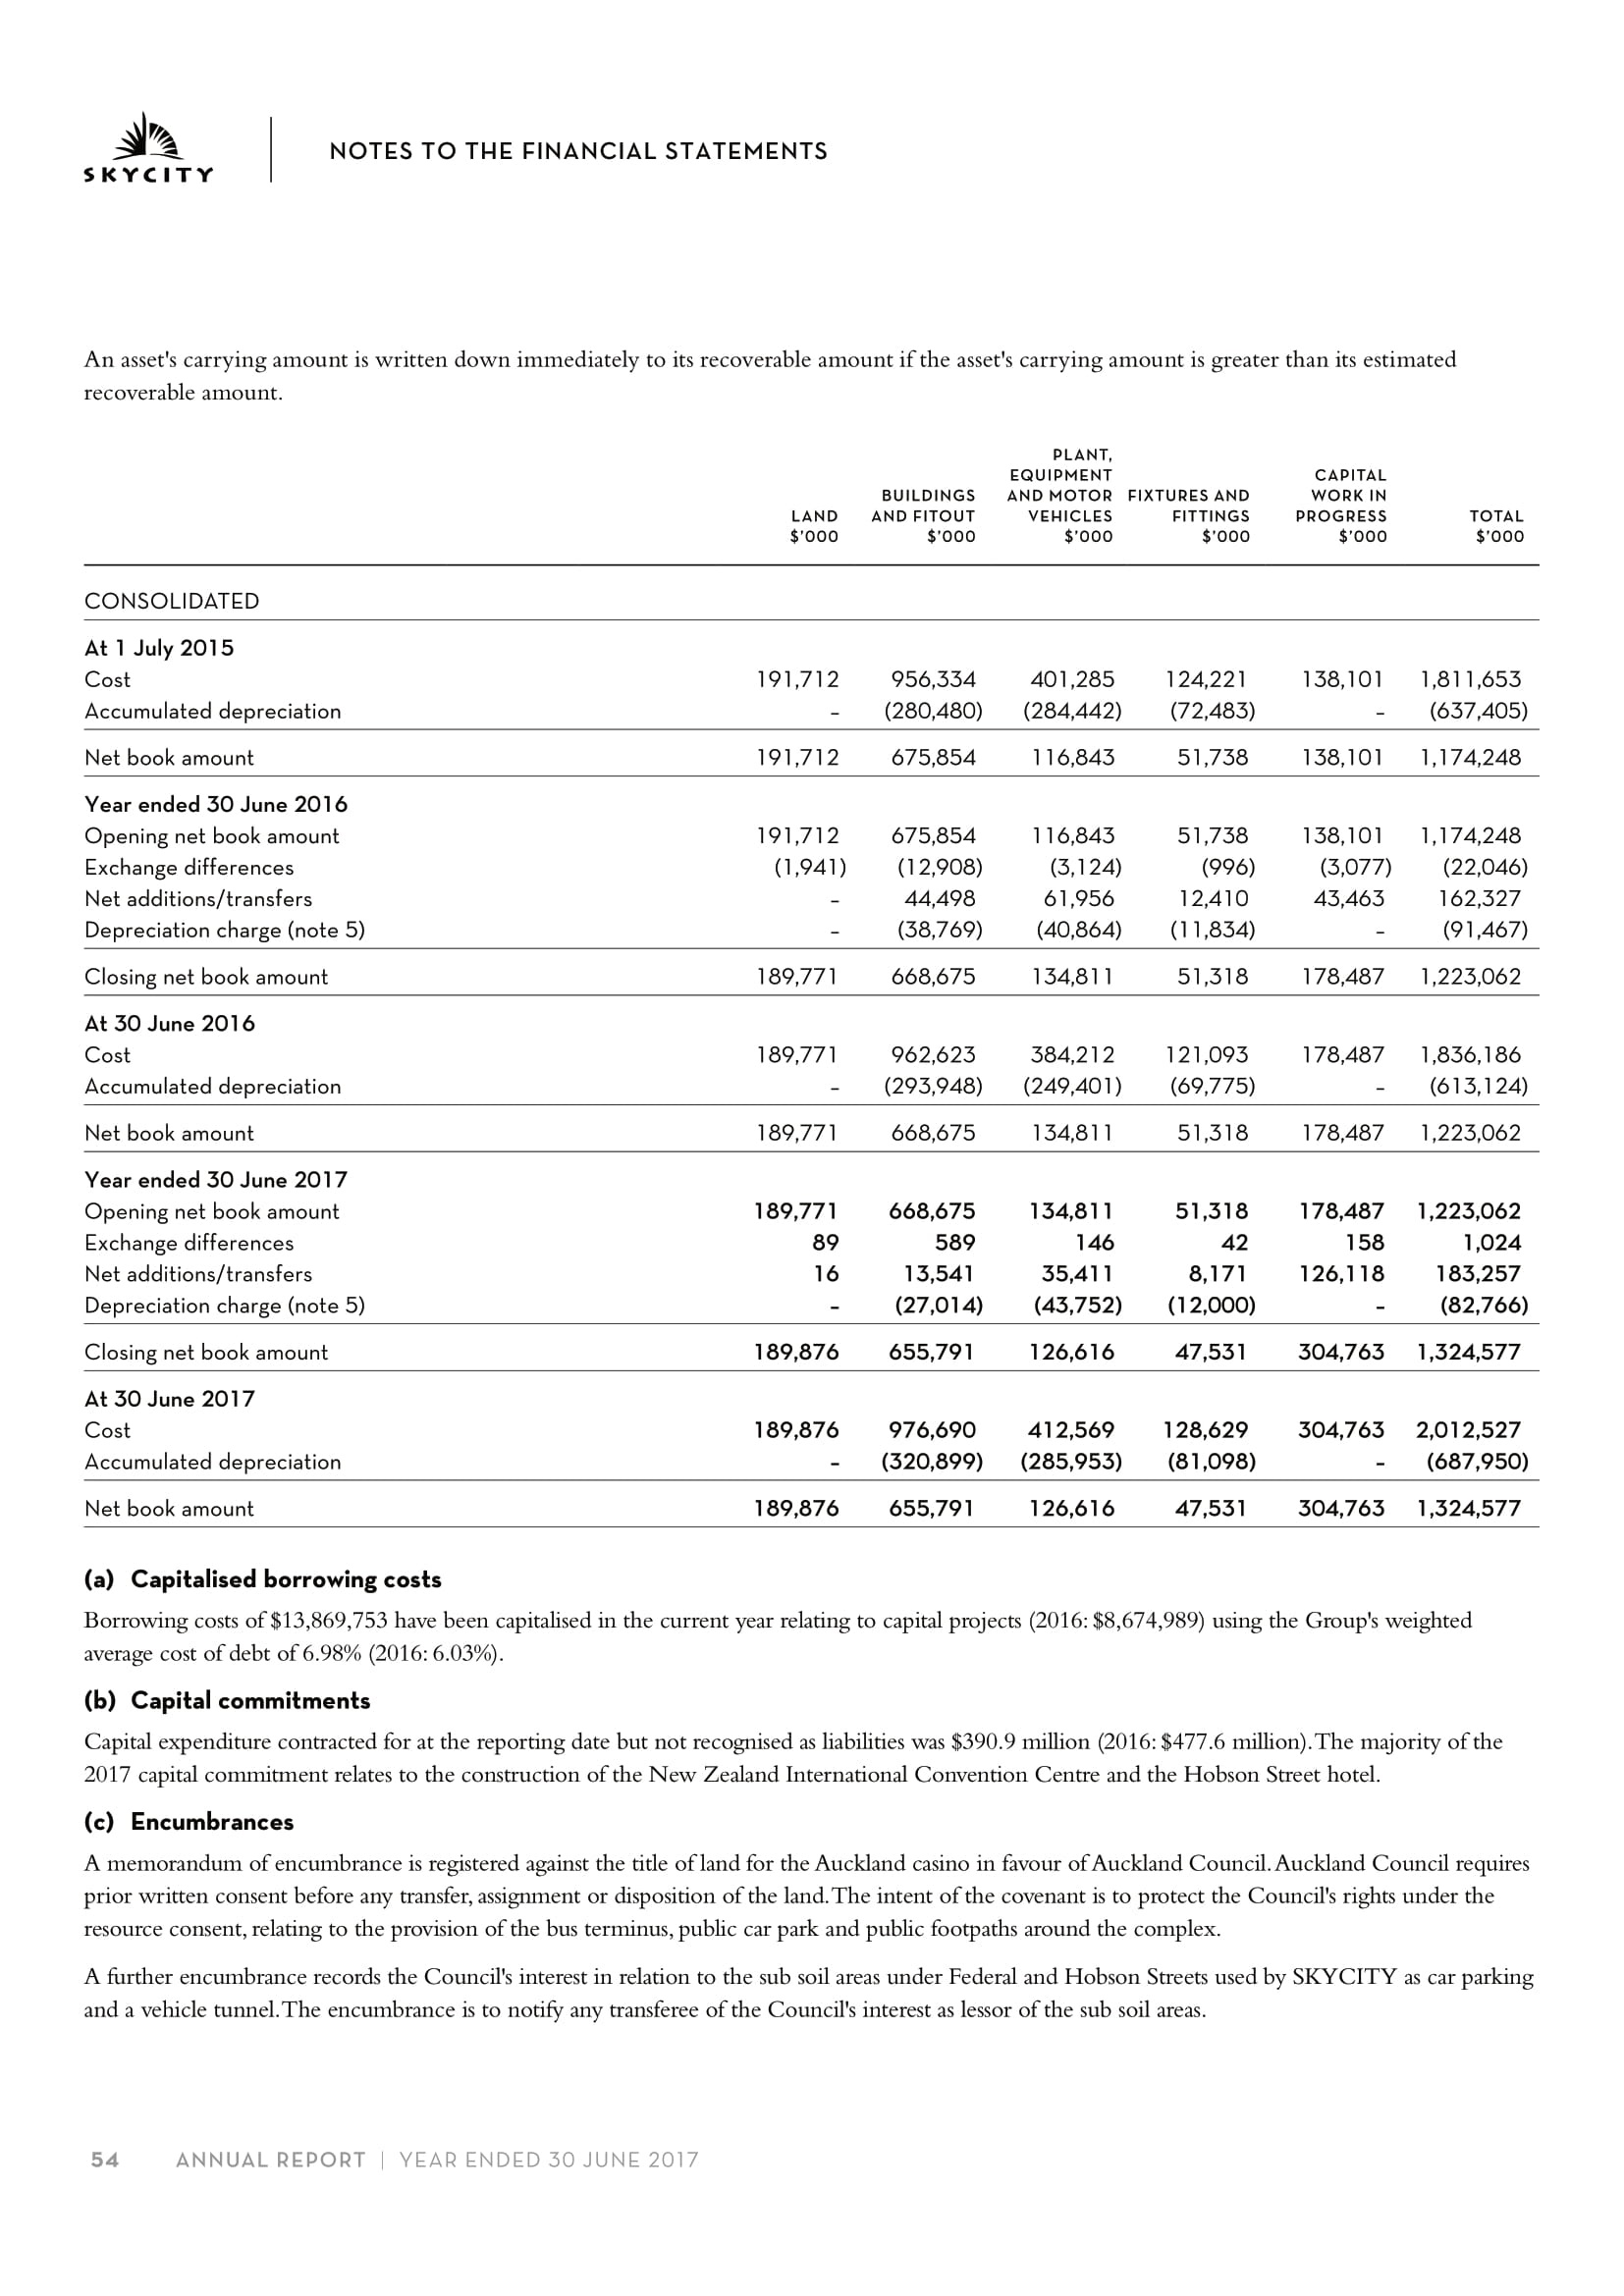 SKYCITY
NOTES TO THE FINANCIAL STATEMENTS
An asset's carrying amount is written down immediately to its recoverable amount if the asset's carrying amount is greater than its estimated
recoverable amount.
PLANT,
EQUIPMENT CAPITAL
BUILDINGS AND MOTOR FIXTURES AND WORK IN
LAND AND FITOUT VEHICLES FITTINGS PROGRESS TOTAL
$'000 $'000 $'000 $'000 $'000 $'000
CONSOLIDATED
At 1 July 2015
Cost 191,712 956,334 401,285 124,221 138,101 1,811,653
Accumulated depreciation – (280,480) (284,442) (72,483) – (637,405)
Net book amount 191,712 675,854 116,843 51,738 138,101 1,174,248
Year ended 30 June 2016
Opening net book amount 191,712 675,854 116,843 51,738 138,101 1,174,248
Exchange differences (1,941) (12,908) (3,124) (996) (3,077) (22,046)
Net additions/transfers – 44,498 61,956 12,410 43,463 162,327
Depreciation charge (note 5) – (38,769) (40,864) (11,834) – (91,467)
Closing net book amount 189,771 668,675 134,811 51,318 178,487 1,223,062
At 30 June 2016
Cost 189,771 962,623 384,212 121,093 178,487 1,836,186
Accumulated depreciation – (293,948) (249,401) (69,775) – (613,124)
Net book amount 189,771 668,675 134,811 51,318 178,487 1,223,062
Year ended 30 June 2017
Opening net book amount 189,771 668,675 134,811 51,318 178,487 1,223,062
Exchange differences 89 589 146 42 158 1,024
Net additions/transfers 16 13,541 35,411 8,171 126,118 183,257
Depreciation charge (note 5) – (27,014) (43,752) (12,000) – (82,766)
Closing net book amount 189,876 655,791 126,616 47,531 304,763 1,324,577
At 30 June 2017
Cost 189,876 976,690 412,569 128,629 304,763 2,012,527
Accumulated depreciation – (320,899) (285,953) (81,098) – (687,950)
Net book amount 189,876 655,791 126,616 47,531 304,763 1,324,577
(a) Capitalised borrowing costs
Borrowing costs of $13,869,753 have been capitalised in the current year relating to capital projects (2016: $8,674,989) using the Group's weighted
average cost of debt of 6.98% (2016: 6.03%).
(b) Capital commitments
Capital expenditure contracted for at the reporting date but not recognised as liabilities was $390.9 million (2016: $477.6 million). The majority of the
2017 capital commitment relates to the construction of the New Zealand International Convention Centre and the Hobson Street hotel.
(c) Encumbrances
A memorandum of encumbrance is registered against the title of land for the Auckland casino in favour of Auckland Council. Auckland Council requires
prior written consent before any transfer, assignment or disposition of the land. The intent of the covenant is to protect the Council's rights under the
resource consent, relating to the provision of the bus terminus, public car park and public footpaths around the complex.
A further encumbrance records the Council's interest in relation to the sub soil areas under Federal and Hobson Streets used by SKYCITY as car parking
and a vehicle tunnel. The encumbrance is to notify any transferee of the Council's interest as lessor of the sub soil areas.
54 ANNUAL REPORT | YEAR ENDED 30 JUNE 2017